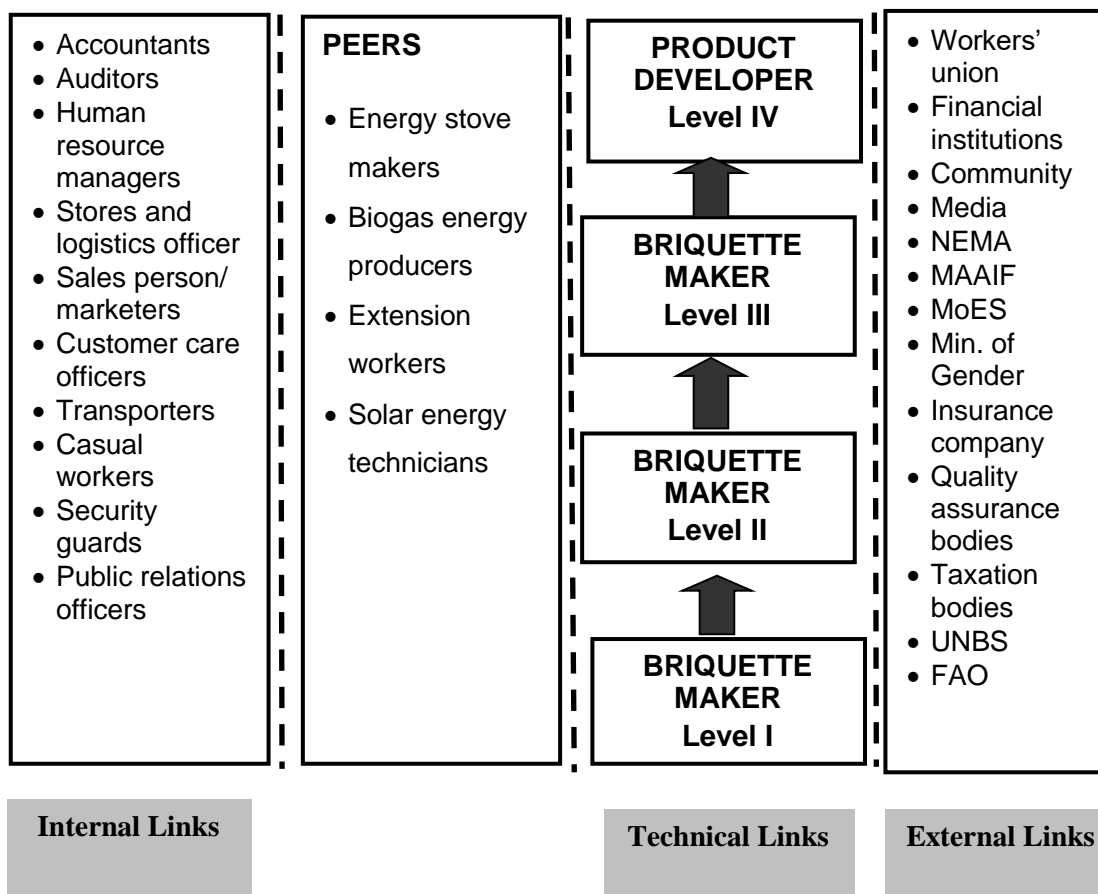 • Accountants
• Auditors
• Human
resource
managers
• Stores and
logistics officer
• Sales person/
marketers
• Customer care
officers
• Transporters
• Casual
workers
• Security
guards
• Public relations
officers
PEERS
• Energy stove
makers
• Biogas energy
producers
• Extension
workers
• Solar energy
technicians
PRODUCT
DEVELOPER
Level IV
BRIQUETTE
MAKER
Level III
BRIQUETTE
MAKER
Level II
BRIQUETTE
MAKER
Level I
• Workers’
union
• Financial
institutions
• Community
• Media
• NEMA
• MAAIF
• MoES
• Min. of
Gender
• Insurance
company
• Quality
assurance
bodies
• Taxation
bodies
• UNBS
• FAO
Internal Links
Technical Links
External Links